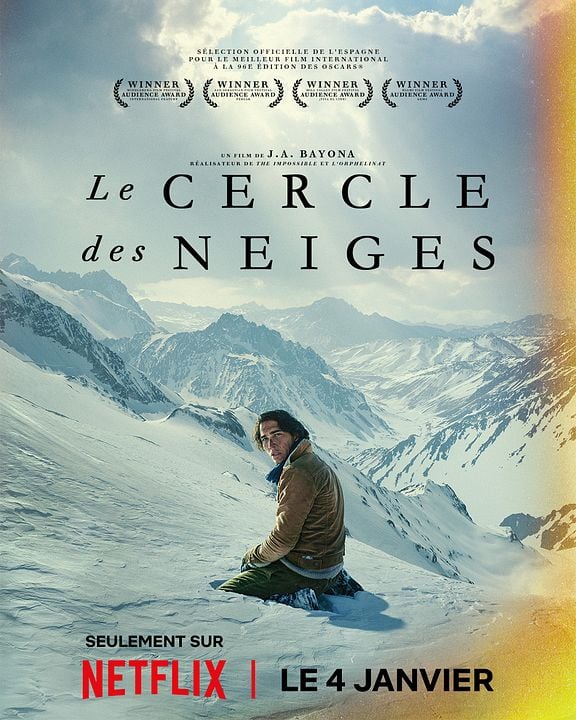 SÉLECTION OFFICIELLE DE L'ESPAGNE
POUR LE MEILLEUR FILM INTERNATIONAL
À LA 96E ÉDITION DES OSCARS®
WINNER
AUDIENCE AWARD
WINNER
AUDIENCE AWARD
WINNER
AUDIENCE AWARD
WINNER
AUDIENCE AWARD
UN FILM DE J.A. BAYONA
RÉALISATEUR DE THE IMPOSSIBLE ET L'ORPHELINAT
Le CERCLE
des NEIGES
SEULEMENT SUR
NETFLIX | LE 4 JANVIER